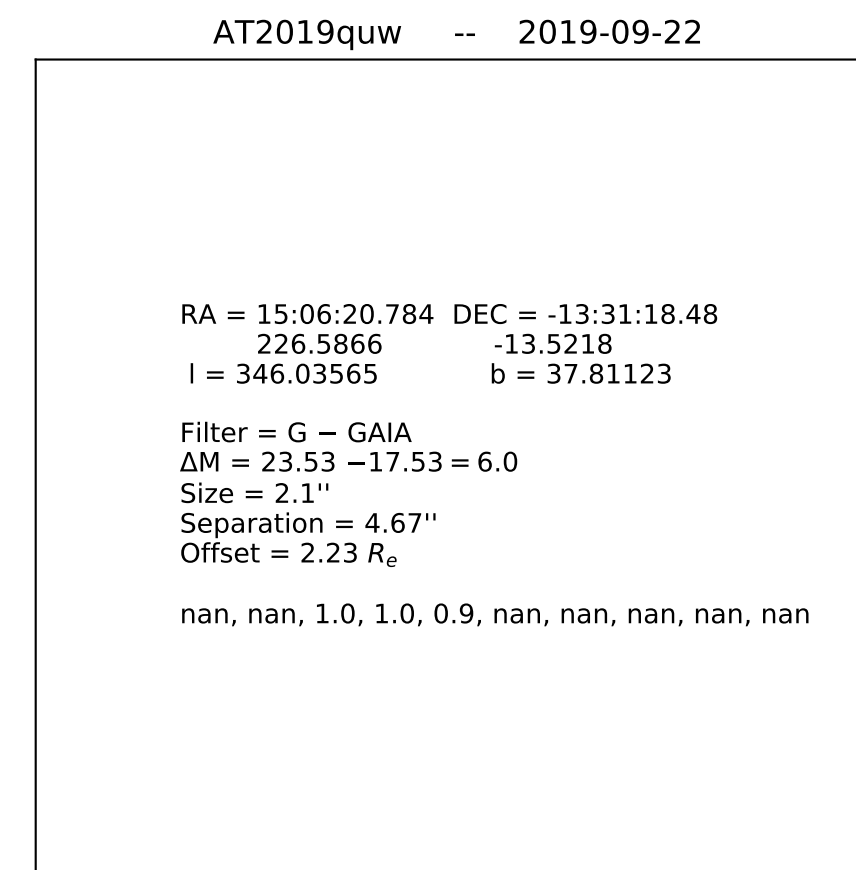 AT2019quw -- 2019-09-22
RA = 15:06:20.784 DEC = -13:31:18.48
226.5866 -13.5218
l = 346.03565 b = 37.81123
Filter = G − GAIA
ΔM = 23.53 −17.53 = 6.0
Size = 2.1''
Separation = 4.67''
Offset = 2.23 Re
nan, nan, 1.0, 1.0, 0.9, nan, nan, nan, nan, nan